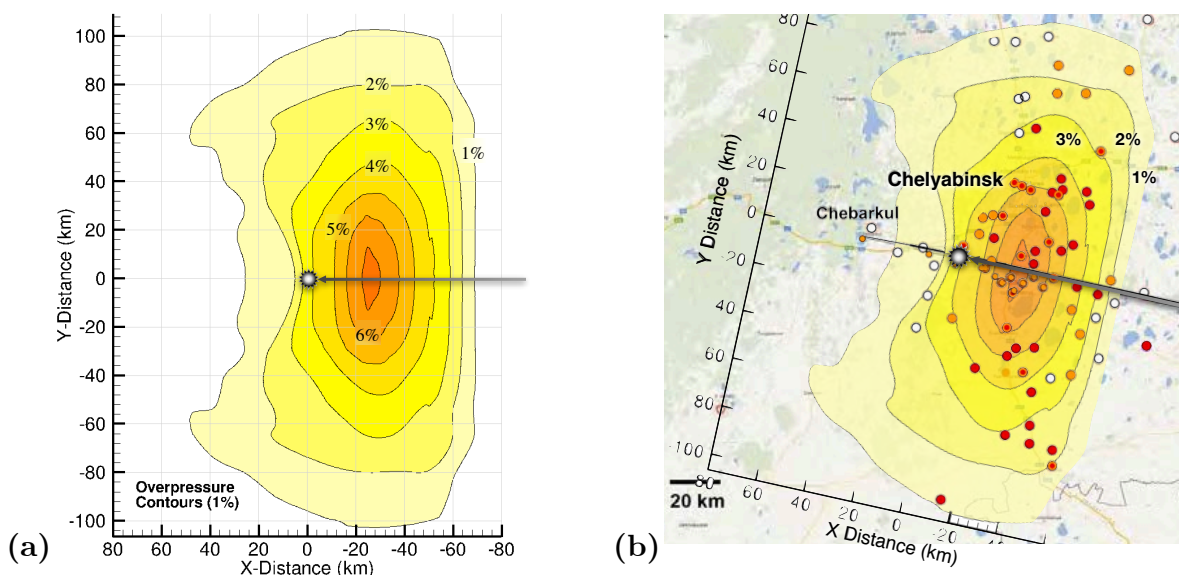 100
80
60
40
20
0
-20
-40
-60
-80
-100
Y-Distance (km)
2%
3%
1%
4%
5%
6%
Overpressure
Contours (1%)
80 60 40 20 0 -20 -40 -60 -80
X-Distance (km)
(a)
80
60
40
20
0
-20
40
60
80
-100
Y Distance (km)
3% 2%
1%
Chelyabinsk
Chebarkul
20 km
80 60 40 20 0 -20
X Distance (km)
(b)